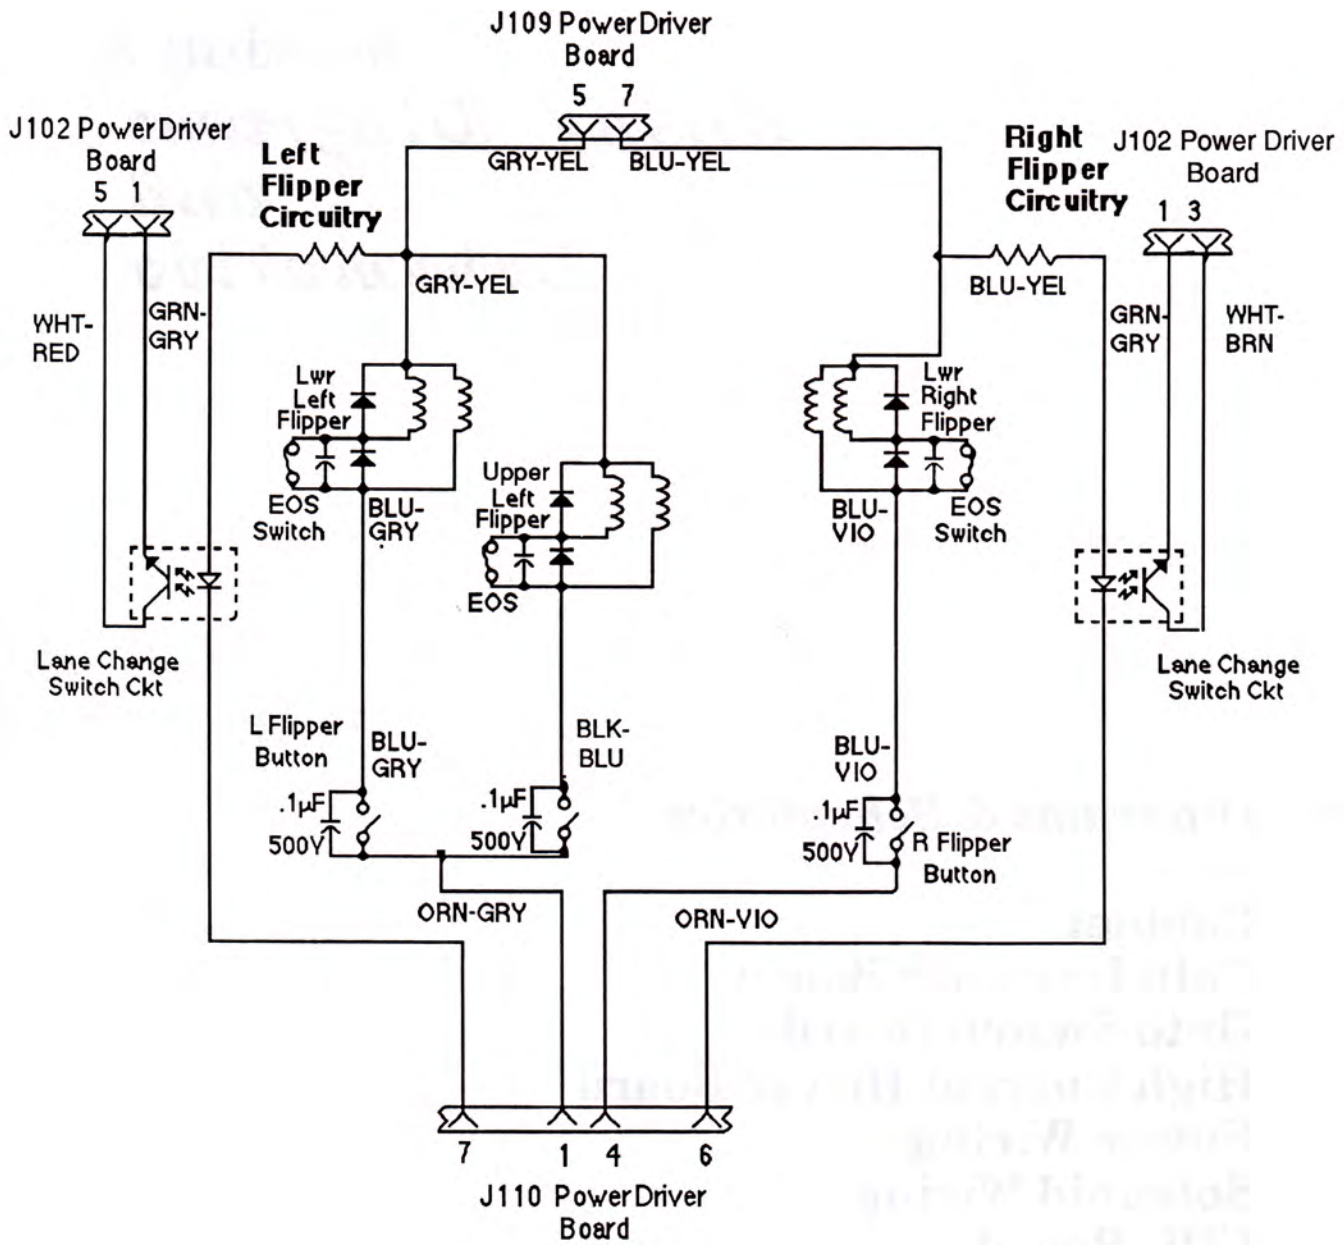 J109 Power Driver
Board
5 7
J102 Power Driver
Board
5 1
Left
Flipper
Circuitry
GRY-YEL
BLU-YEL
Right
Flipper
Circuitry
J102 Power Driver
Board
1 3
GRY-YEL
BLU-YEL
WHT-
RED
GRN-
GRY
GRN-
GRY
WHT-
BRN
Lwr
Left
Flipper
EOS
Switch
BLU-
GRY
Upper
Left
Flipper
EOS
Lwr
Right
Flipper
BLU-
VIO
EOS
Switch
Lane Change
Switch Ckt
Lane Change
Switch Ckt
L Flipper
Button
BLU-
GRY
BLK-
BLU
BLU-
VIO
.1µF
500V
.1µF
500V
.1µF
500V
R Flipper
Button
ORN-GRY
ORN-VIO
7 1 4 6
J110 Power Driver
Board